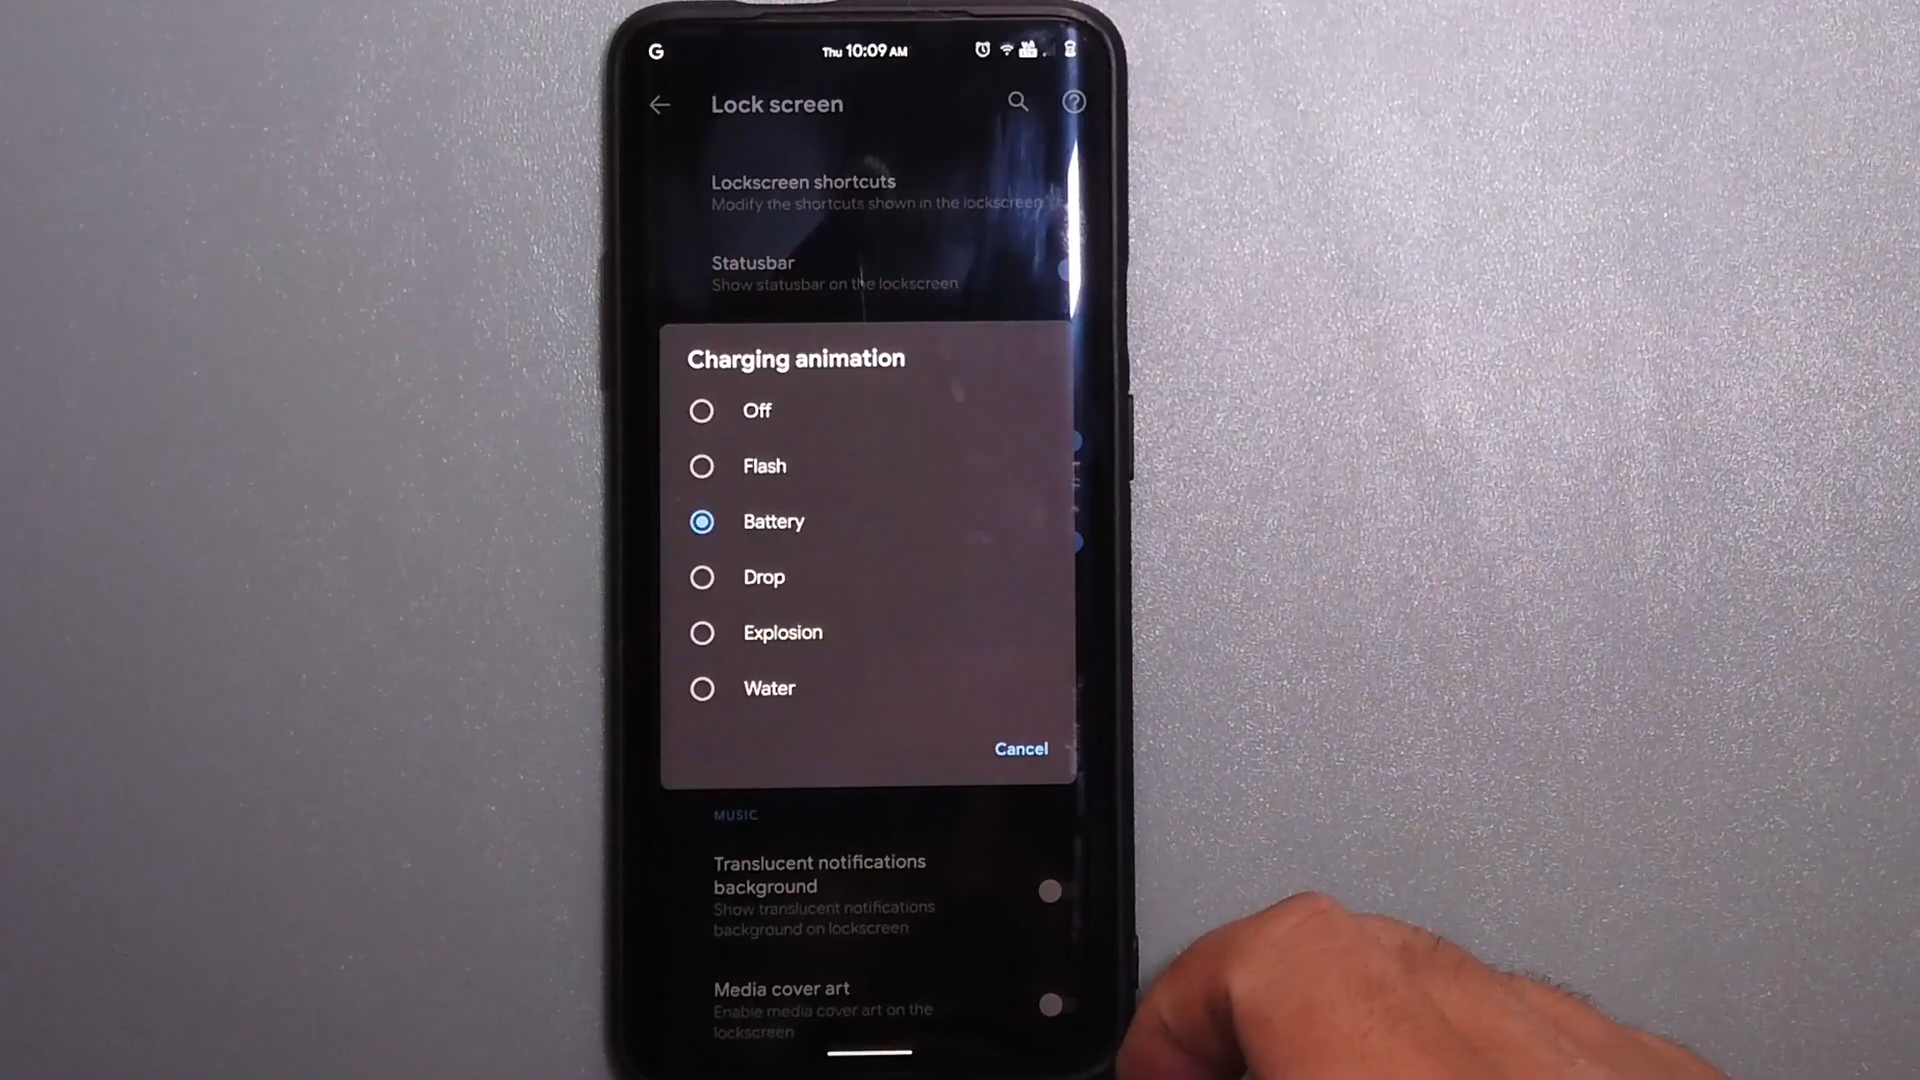 G
Thu 10:09 AM
Lock screen
Lockscreen shortcuts
Modify the shortcuts shown in the lockscreen
Statusbar
Show statusbar on the lockscreen
Charging animation
Off
Flash
Battery
Drop
Explosion
Water
Cancel
MUSIC
Translucent notifications
background
Show translucent notifications
background on lockscreen
Media cover art
Enable media cover art on the
lockscreen